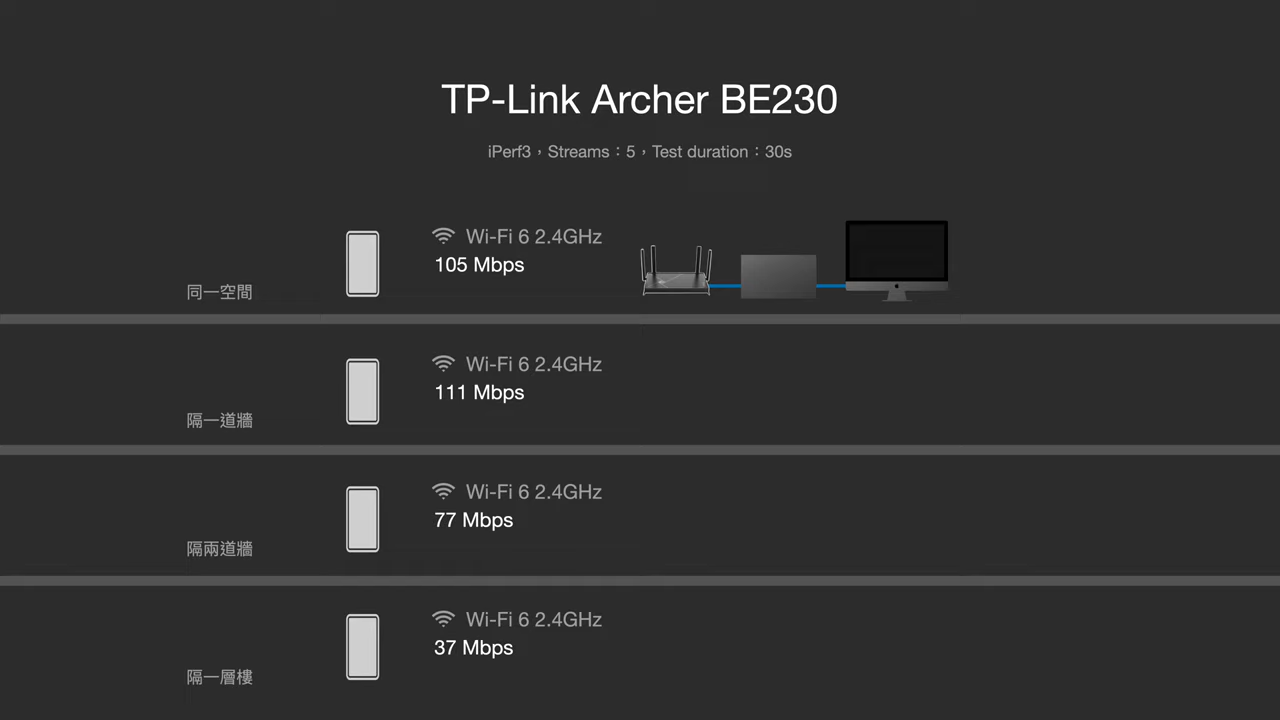 TP-Link Archer BE230
iPerf3，Streams：5，Test duration：30s
Wi-Fi 6 2.4GHz
105 Mbps
同一空間
Wi-Fi 6 2.4GHz
111 Mbps
隔一道牆
Wi-Fi 6 2.4GHz
77 Mbps
隔兩道牆
Wi-Fi 6 2.4GHz
37 Mbps
隔一層樓